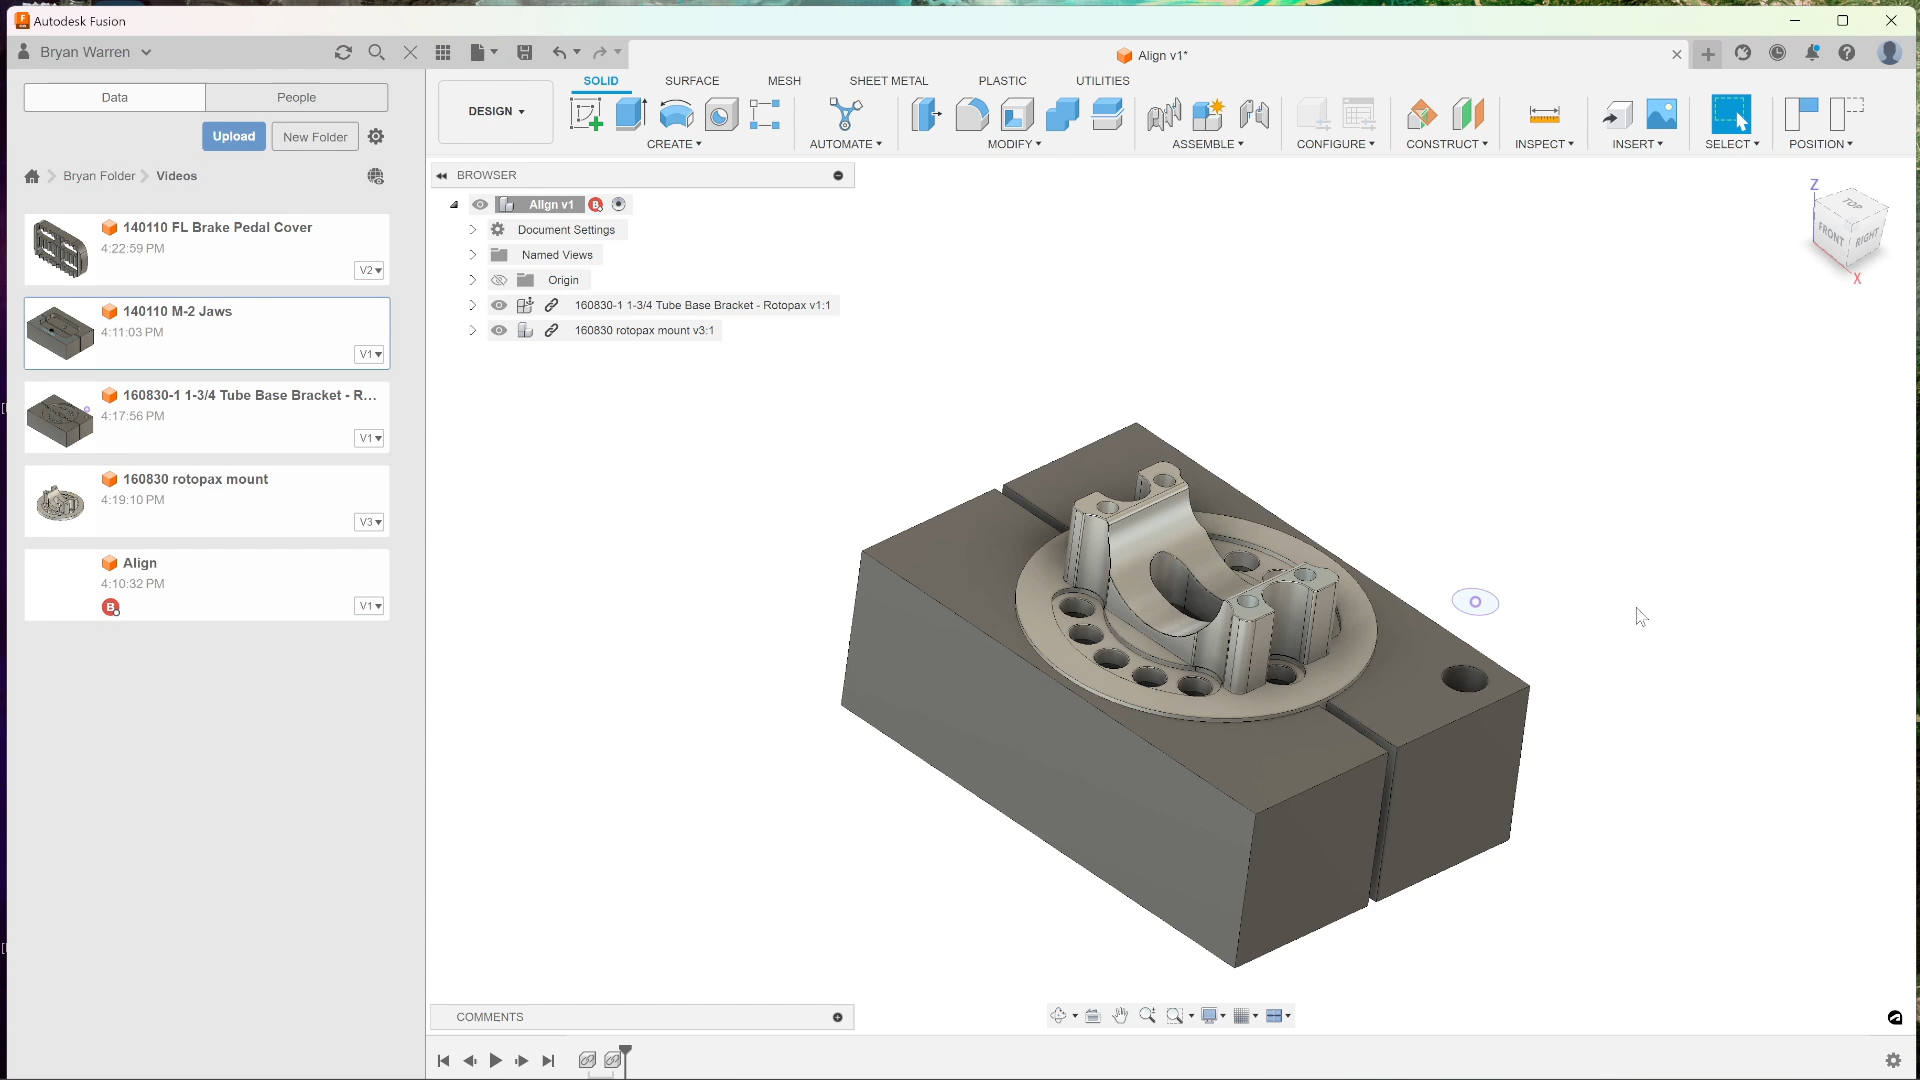 Autodesk Fusion
Bryan Warren
Align v1*
Data
People
Upload
New Folder
Bryan Folder
Videos
140110 FL Brake Pedal Cover
4:22:59 PM
V2
140110 M-2 Jaws
4:11:03 PM
V1
160830-1 1-3/4 Tube Base Bracket - R...
4:17:56 PM
V1
160830 rotopax mount
4:19:10 PM
V3
Align
4:10:32 PM
B
V1
DESIGN
SOLID
SURFACE
MESH
SHEET METAL
PLASTIC
UTILITIES
CREATE
AUTOMATE
MODIFY
ASSEMBLE
CONFIGURE
CONSTRUCT
INSPECT
INSERT
SELECT
POSITION
BROWSER
Align v1
B
Document Settings
Named Views
Origin
160830-1 1-3/4 Tube Base Bracket - Rotopax v1:1
160830 rotopax mount v3:1
Z
TOP
FRONT
RIGHT
X
COMMENTS